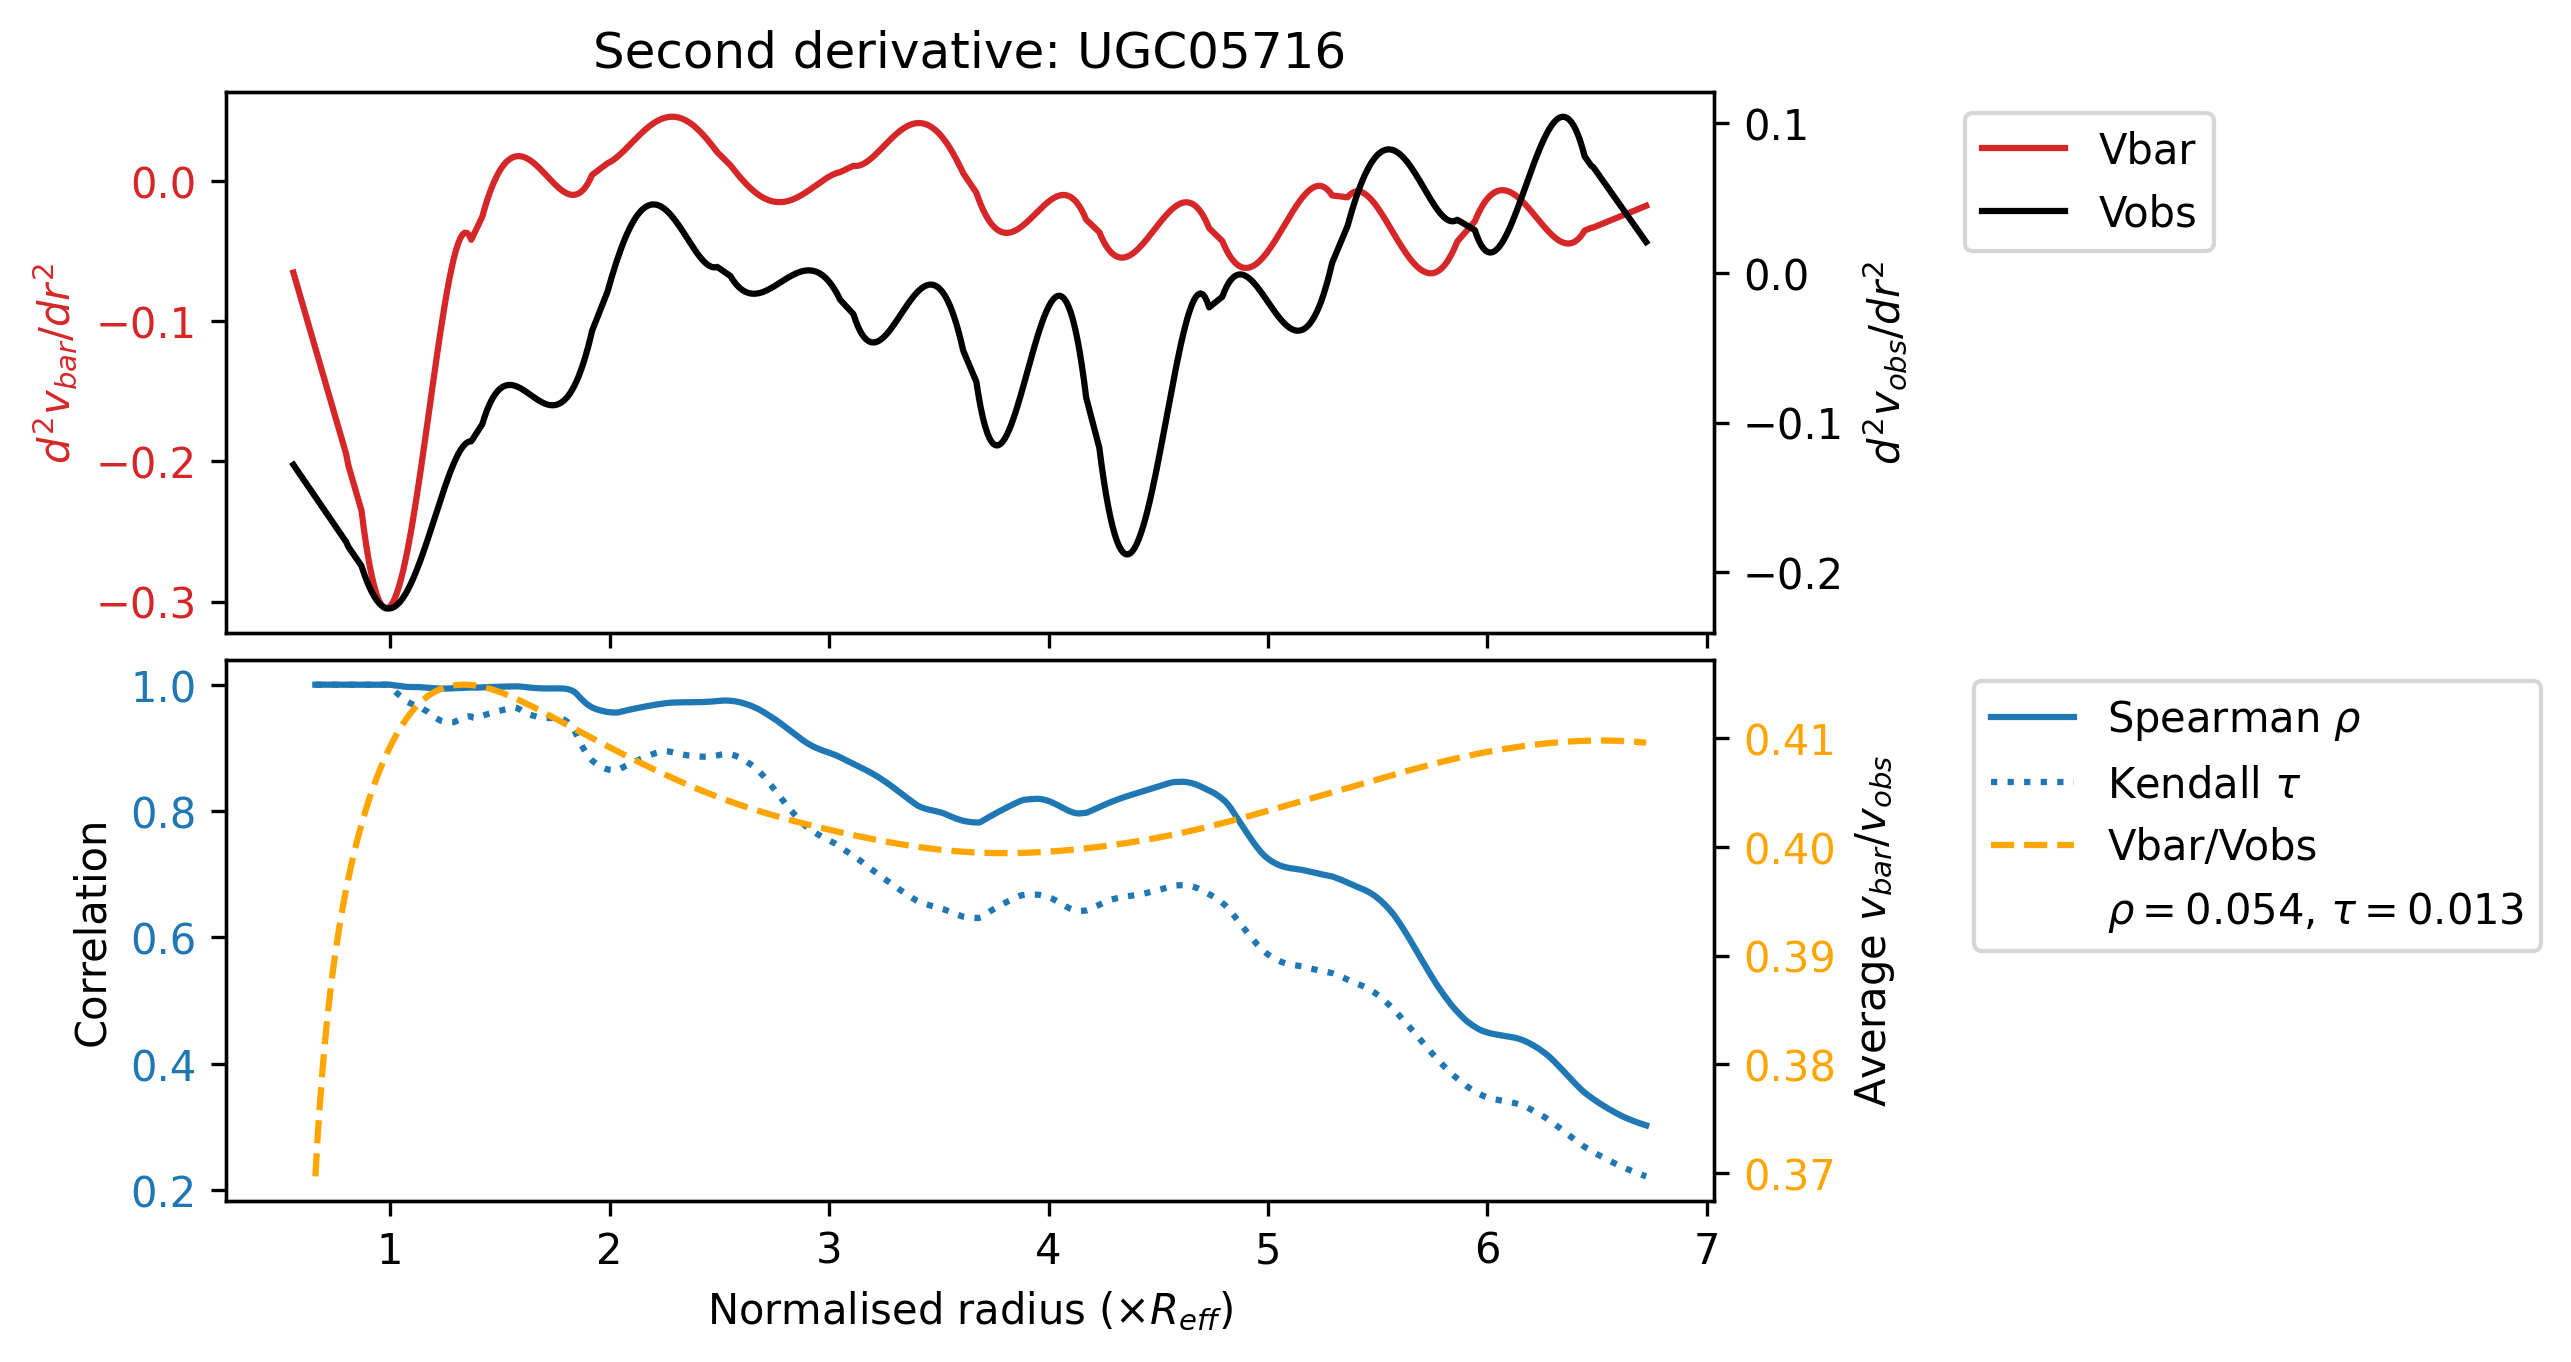 Second derivative: UGC05716
0.0
−0.1
−0.2
−0.3
d²v_bar/dr²
0.1
0.0
−0.1
−0.2
d²v_obs/dr²
Vbar
Vobs
1.0
0.8
0.6
0.4
0.2
Correlation
0.41
0.40
0.39
0.38
0.37
Average v_bar/v_obs
Spearman ρ
Kendall τ
Vbar/Vobs
ρ = 0.054, τ = 0.013
1 2 3 4 5 6 7
Normalised radius (×R_eff)